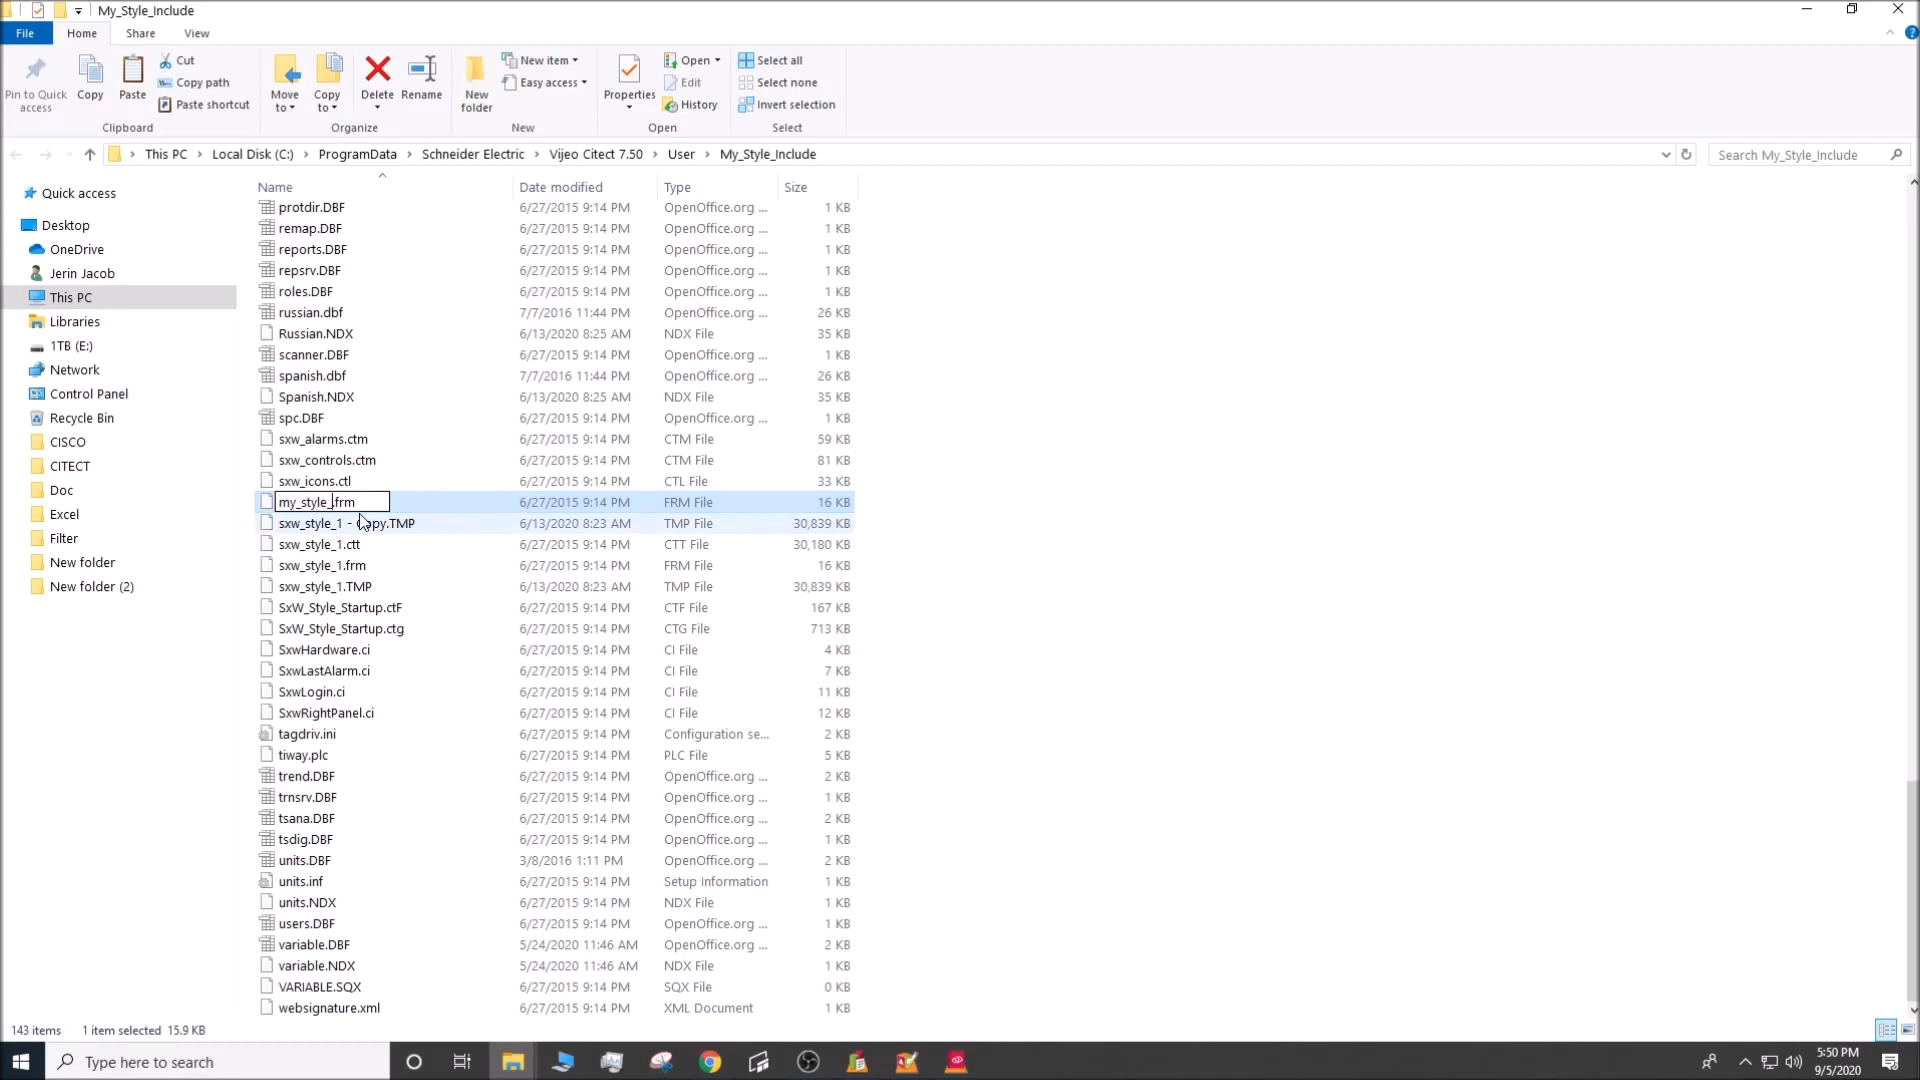 My_Style_Include
File Home Share View
Pin to Quick access
Copy
Paste
Cut
Copy path
Paste shortcut
Clipboard
Move to
Copy to
Delete
Rename
Organize
New folder
New item
Easy access
New
Properties
Open
Edit
History
Open
Select all
Select none
Invert selection
Select
This PC > Local Disk (C:) > ProgramData > Schneider Electric > Vijeo Citect 7.50 > User > My_Style_Include
Search My_Style_Include
Quick access
Desktop
OneDrive
Jerin Jacob
This PC
Libraries
1TB (E:)
Network
Control Panel
Recycle Bin
CISCO
CITECT
Doc
Excel
Filter
New folder
New folder (2)
Name Date modified Type Size
protdir.DBF 6/27/2015 9:14 PM OpenOffice.org ... 1 KB
remap.DBF 6/27/2015 9:14 PM OpenOffice.org ... 1 KB
reports.DBF 6/27/2015 9:14 PM OpenOffice.org ... 1 KB
repsrv.DBF 6/27/2015 9:14 PM OpenOffice.org ... 1 KB
roles.DBF 6/27/2015 9:14 PM OpenOffice.org ... 1 KB
russian.dbf 7/7/2016 11:44 PM OpenOffice.org ... 26 KB
Russian.NDX 6/13/2020 8:25 AM NDX File 35 KB
scanner.DBF 6/27/2015 9:14 PM OpenOffice.org ... 1 KB
spanish.dbf 7/7/2016 11:44 PM OpenOffice.org ... 26 KB
Spanish.NDX 6/13/2020 8:25 AM NDX File 35 KB
spc.DBF 6/27/2015 9:14 PM OpenOffice.org ... 1 KB
sxw_alarms.ctm 6/27/2015 9:14 PM CTM File 59 KB
sxw_controls.ctm 6/27/2015 9:14 PM CTM File 81 KB
sxw_icons.ctl 6/27/2015 9:14 PM CTL File 33 KB
my_style_.frm 6/27/2015 9:14 PM FRM File 16 KB
sxw_style_1 - Copy.TMP 6/13/2020 8:23 AM TMP File 30,839 KB
sxw_style_1.ctt 6/27/2015 9:14 PM CTT File 30,180 KB
sxw_style_1.frm 6/27/2015 9:14 PM FRM File 16 KB
sxw_style_1.TMP 6/13/2020 8:23 AM TMP File 30,839 KB
SxW_Style_Startup.ctF 6/27/2015 9:14 PM CTF File 167 KB
SxW_Style_Startup.ctg 6/27/2015 9:14 PM CTG File 713 KB
SxwHardware.ci 6/27/2015 9:14 PM CI File 4 KB
SxwLastAlarm.ci 6/27/2015 9:14 PM CI File 7 KB
SxwLogin.ci 6/27/2015 9:14 PM CI File 11 KB
SxwRightPanel.ci 6/27/2015 9:14 PM CI File 12 KB
tagdriv.ini 6/27/2015 9:14 PM Configuration se... 2 KB
tiway.plc 6/27/2015 9:14 PM PLC File 5 KB
trend.DBF 6/27/2015 9:14 PM OpenOffice.org ... 2 KB
trnsrv.DBF 6/27/2015 9:14 PM OpenOffice.org ... 1 KB
tsana.DBF 6/27/2015 9:14 PM OpenOffice.org ... 2 KB
tsdig.DBF 6/27/2015 9:14 PM OpenOffice.org ... 1 KB
units.DBF 3/8/2016 1:11 PM OpenOffice.org ... 2 KB
units.inf 6/27/2015 9:14 PM Setup Information 1 KB
units.NDX 6/27/2015 9:14 PM NDX File 1 KB
users.DBF 6/27/2015 9:14 PM OpenOffice.org ... 1 KB
variable.DBF 5/24/2020 11:46 AM OpenOffice.org ... 2 KB
variable.NDX 5/24/2020 11:46 AM NDX File 1 KB
VARIABLE.SQX 6/27/2015 9:14 PM SQX File 0 KB
websignature.xml 6/27/2015 9:14 PM XML Document 1 KB
143 items 1 item selected 15.9 KB
Type here to search
5:50 PM
9/5/2020